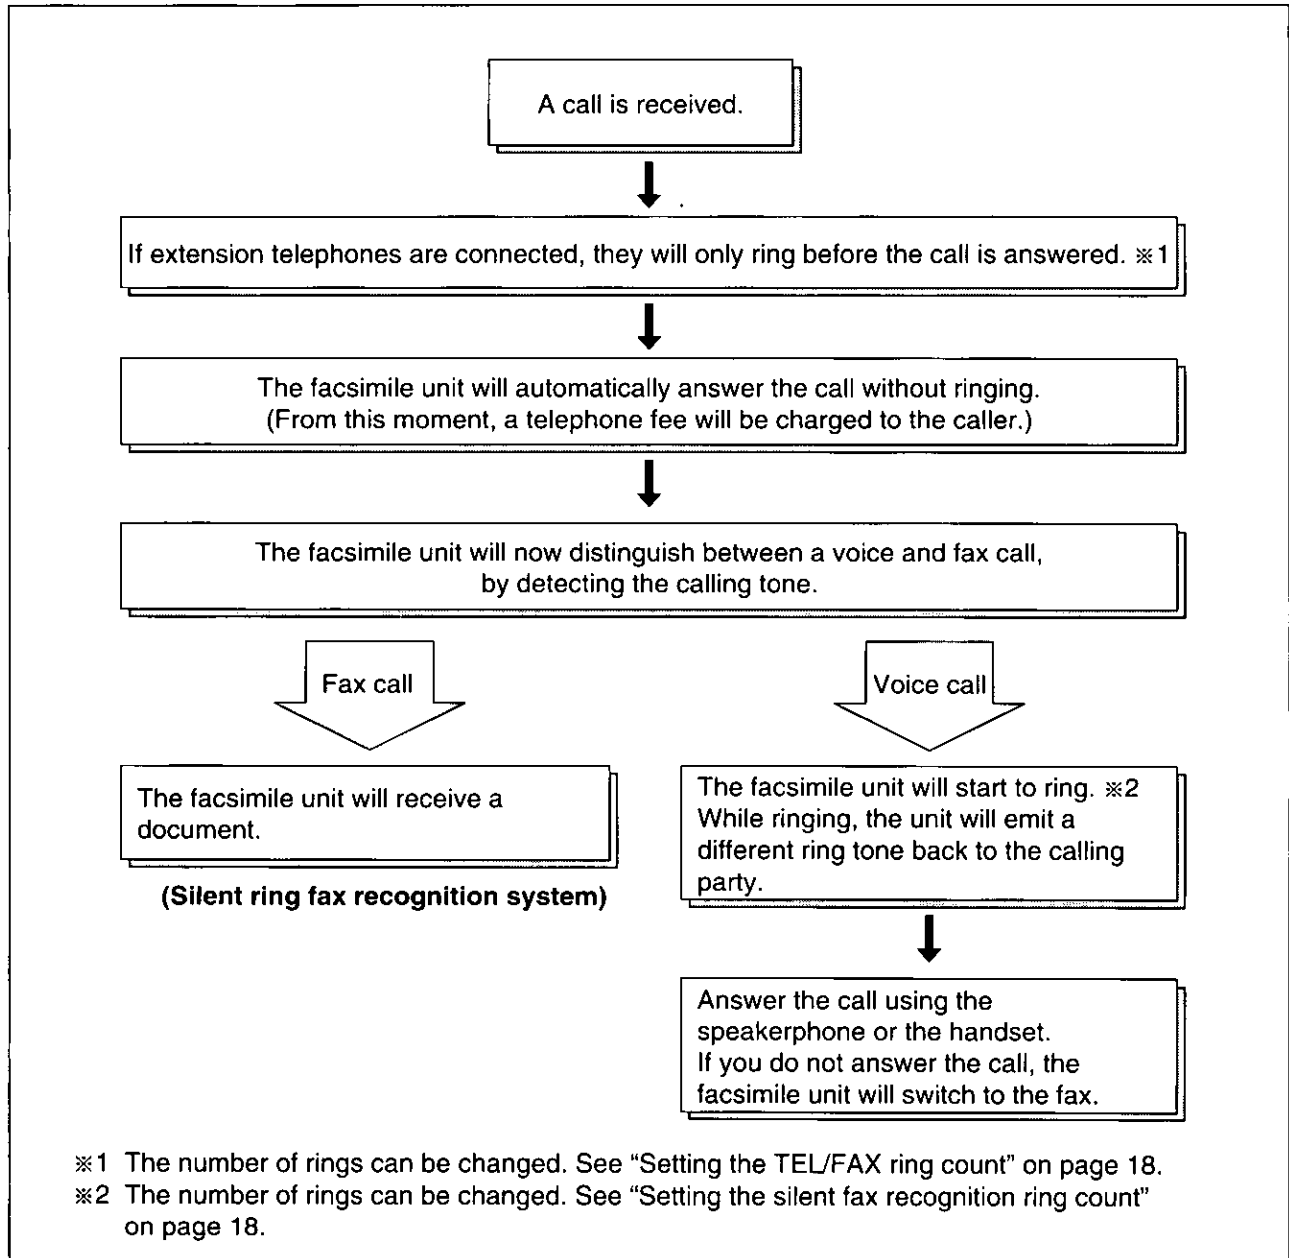 A call is received.
If extension telephones are connected, they will only ring before the call is answered. ※1
The facsimile unit will automatically answer the call without ringing.
(From this moment, a telephone fee will be charged to the caller.)
The facsimile unit will now distinguish between a voice and fax call,
by detecting the calling tone.
Fax call
Voice call
The facsimile unit will receive a
document.
(Silent ring fax recognition system)
The facsimile unit will start to ring. ※2
While ringing, the unit will emit a
different ring tone back to the calling
party.
Answer the call using the
speakerphone or the handset.
If you do not answer the call, the
facsimile unit will switch to the fax.
※1 The number of rings can be changed. See “Setting the TEL/FAX ring count” on page 18.
※2 The number of rings can be changed. See “Setting the silent fax recognition ring count”
on page 18.